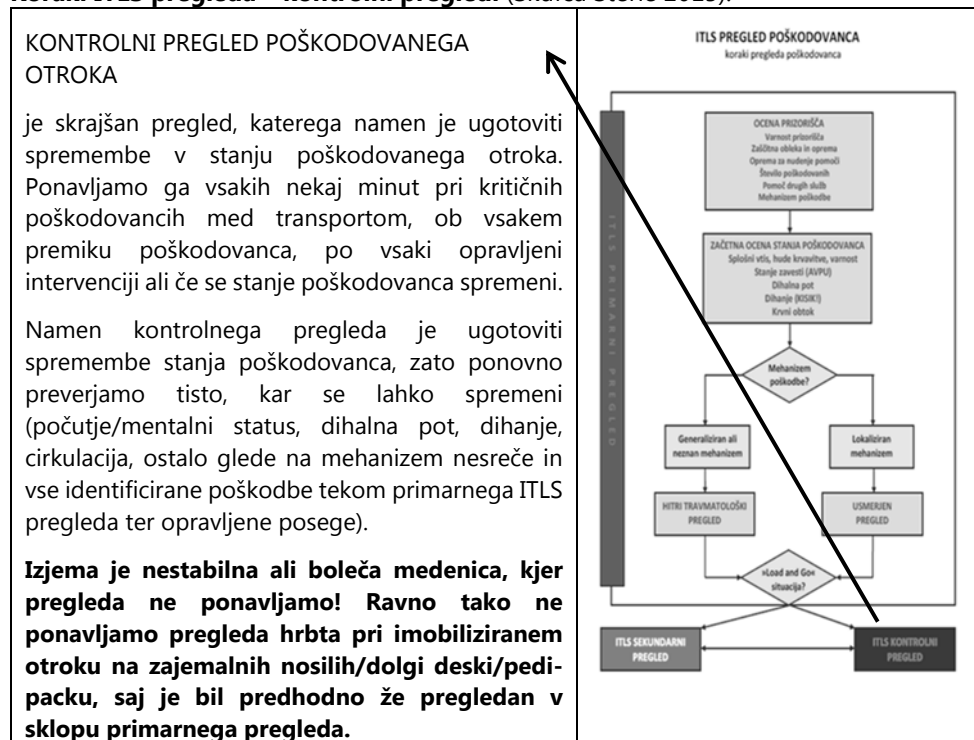 KONTROLNI PREGLED POŠKODOVANEGA
OTROKA
je skrajšan pregled, katerega namen je ugotoviti
spremembe v stanju poškodovanega otroka.
Ponavljamo ga vsakih nekaj minut pri kritičnih
poškodovancih med transportom, ob vsakem
premiku poškodovanca, po vsaki opravljeni
intervenciji ali če se stanje poškodovanca spremeni.
Namen kontrolnega pregleda je ugotoviti
spremembe stanja poškodovanca, zato ponovno
preverjamo tisto, kar se lahko spremeni
(počutje/mentalni status, dihalna pot, dihanje,
cirkulacija, ostalo glede na mehanizem nesreče in
vse identificirane poškodbe tekom primarnega ITLS
pregleda ter opravljene posege).
Izjema je nestabilna ali boleča medenica, kjer
pregleda ne ponavljamo! Ravno tako ne
ponavljamo pregleda hrbta pri imobiliziranem
otroku na zajemalnih nosilih/dolgi deski/pedi-
packu, saj je bil predhodno že pregledan v
sklopu primarnega pregleda.
ITLS PREGLED POŠKODOVANCA
koraki pregleda poškodovanca
ITLS PRIMARNI PREGLED
OCENA PRIZORIŠČA
Varnost prizorišča
Zaščitna obleka in oprema
Oprema za nudenje pomoči
Število poškodovanih
Pomoč drugih služb
Mehanizem poškodbe
ZAČETNA OCENA STANJA POŠKODOVANCA
Splošni vtis, hude krvavitve, varnost
Stanje zavesti (AVPU)
Dihalna pot
Dihanje (KISIK!)
Krvni obtok
Mehanizem
poškodbe?
Generaliziran ali
neznan mehanizem
Lokaliziran
mehanizem
HITRI TRAVMATOLOŠKI
PREGLED
USMERJEN
PREGLED
»Load and Go«
situacija?
ITLS SEKUNDARNI
PREGLED
ITLS KONTROLNI
PREGLED